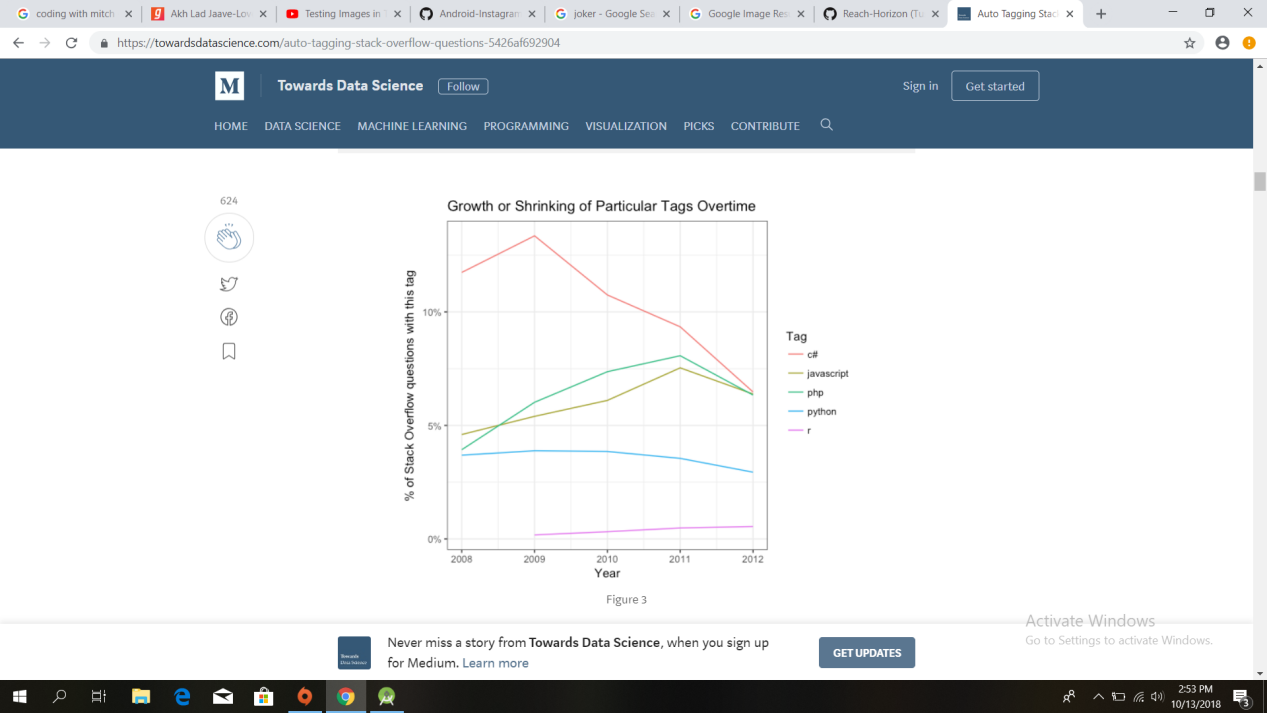 coding with mitch
Akh Lad Jaave-Lov
Testing Images in
Android-Instagram
joker - Google Sea
Google Image Res
Reach-Horizon (Tu
Auto Tagging Stac
https://towardsdatascience.com/auto-tagging-stack-overflow-questions-5426af692904
M
Towards Data Science
Follow
Sign in
Get started
HOME DATA SCIENCE MACHINE LEARNING PROGRAMMING VISUALIZATION PICKS CONTRIBUTE
624
Growth or Shrinking of Particular Tags Overtime
% of Stack Overflow questions with this tag
10%
5%
0%
2008 2009 2010 2011 2012
Year
Tag
c#
javascript
php
python
r
Figure 3
Activate Windows
Go to Settings to activate Windows.
Towards
Data Science
Never miss a story from Towards Data Science, when you sign up
for Medium. Learn more
GET UPDATES
2:53 PM
10/13/2018
3